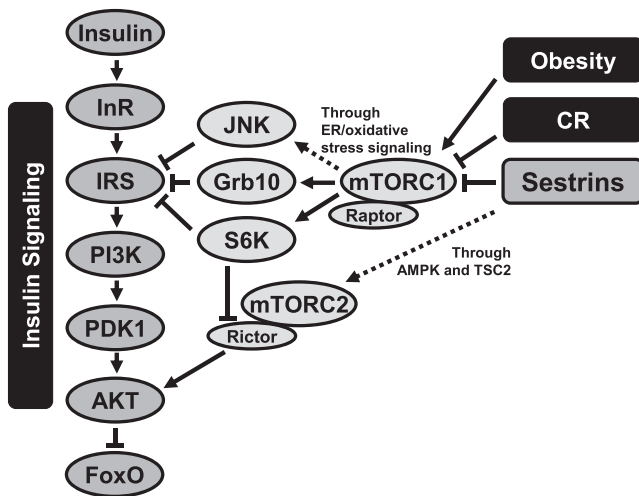 Insulin
Obesity
InR
CR
JNK
Through
ER/oxidative
stress signaling
IRS
Grb10
mTORC1
Sestrins
Raptor
S6K
PI3K
Through
AMPK and TSC2
mTORC2
Rictor
PDK1
AKT
FoxO
Insulin Signaling